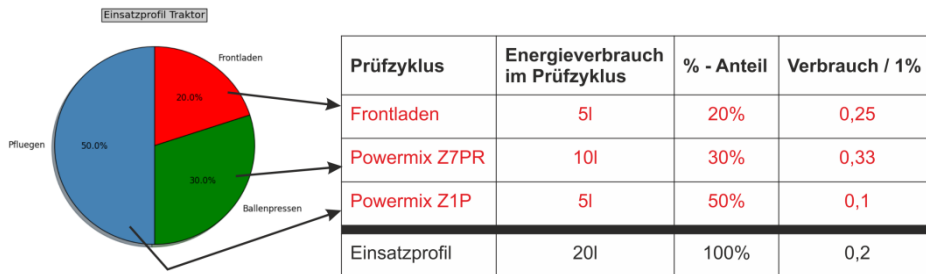 Einsatzprofil Traktor
Frontladen
20.0%
Pfluegen
50.0%
30.0%
Ballenpressen
Prüfzyklus Energieverbrauch im Prüfzyklus % - Anteil Verbrauch / 1%
Frontladen 5l 20% 0,25
Powermix Z7PR 10l 30% 0,33
Powermix Z1P 5l 50% 0,1
Einsatzprofil 20l 100% 0,2